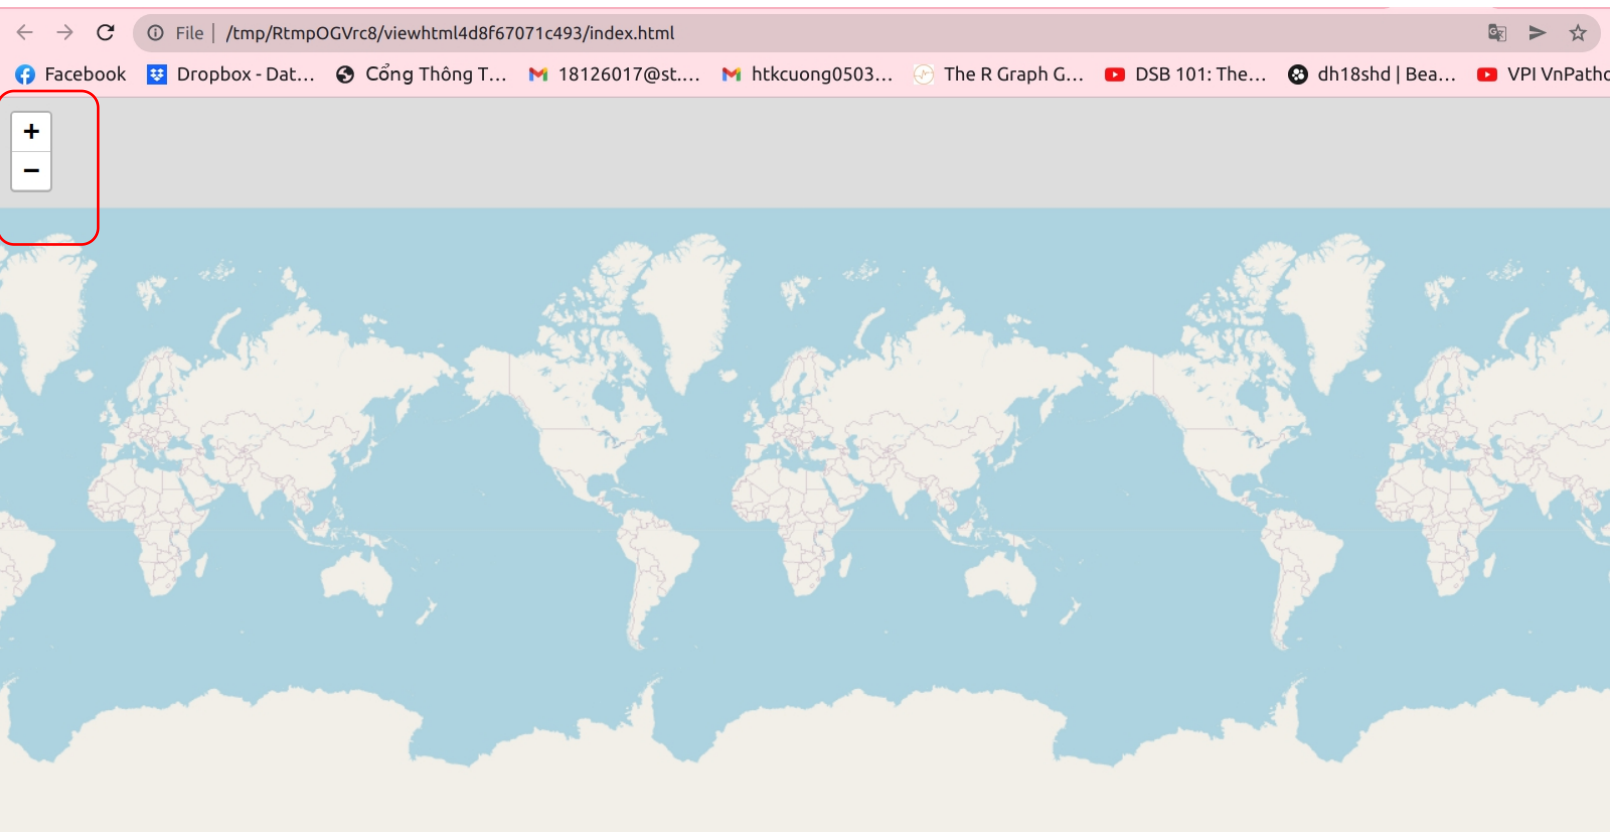 File | /tmp/RtmpOGVrc8/viewhtml4d8f67071c493/index.html
Facebook Dropbox - Dat... Cổng Thông T... 18126017@st.... htkcuong0503... The R Graph G... DSB 101: The... dh18shd | Bea... VPI VnPatho
+
−